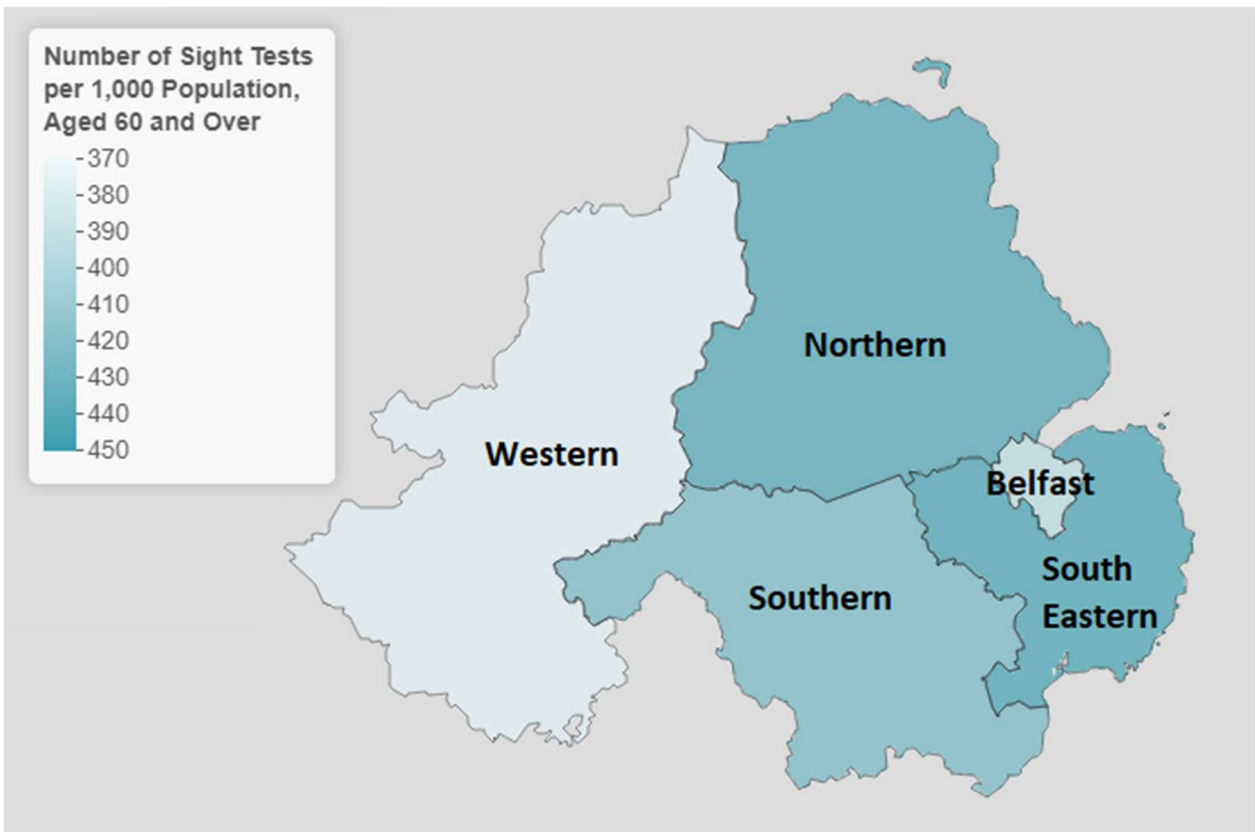 Number of Sight Tests
per 1,000 Population,
Aged 60 and Over
370
380
390
400
410
420
430
440
450
Northern
Western
Belfast
South
Eastern
Southern